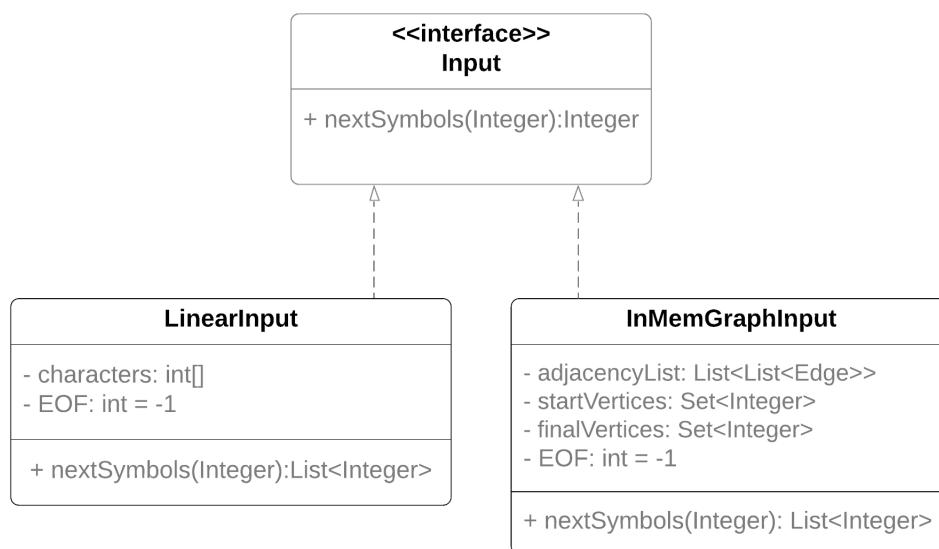 <<interface>>
Input
+ nextSymbols(Integer):Integer
LinearInput
- characters: int[]
- EOF: int = -1
+ nextSymbols(Integer):List<Integer>
InMemGraphInput
- adjacencyList: List<List<Edge>>
- startVertices: Set<Integer>
- finalVertices: Set<Integer>
- EOF: int = -1
+ nextSymbols(Integer): List<Integer>